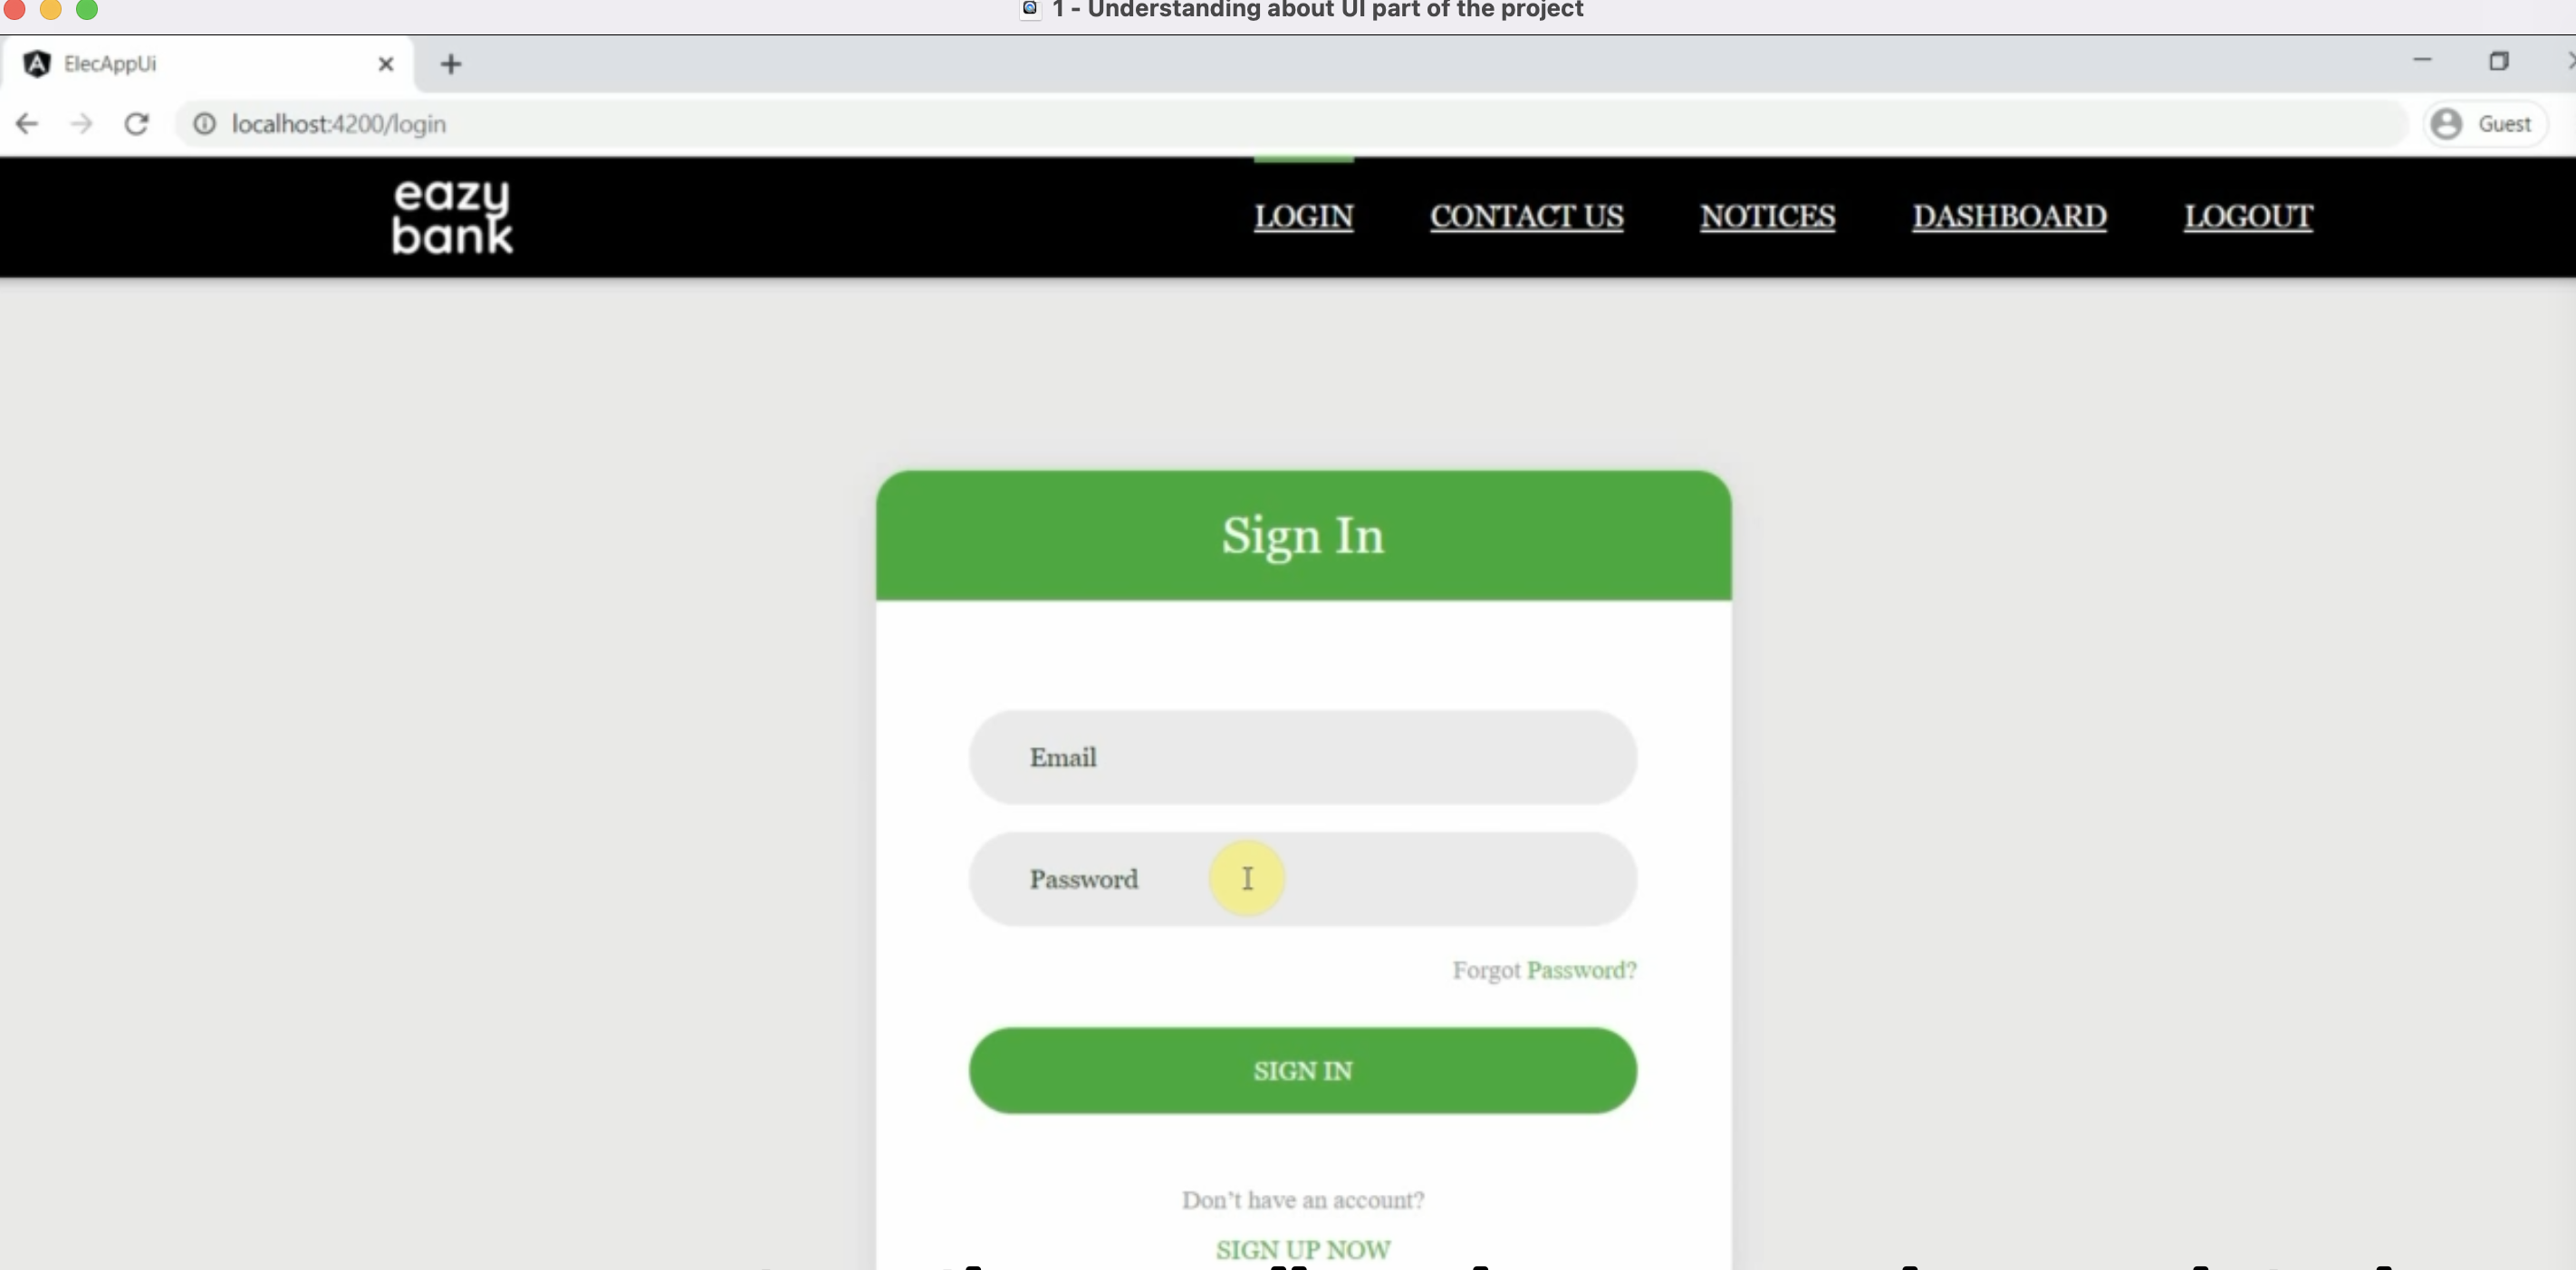 1 - Understanding about UI part of the project
ElecAppUi
localhost:4200/login
Guest
eazy
bank
LOGIN CONTACT US NOTICES DASHBOARD LOGOUT
Sign In
Email
Password
Forgot Password?
SIGN IN
Don't have an account?
SIGN UP NOW